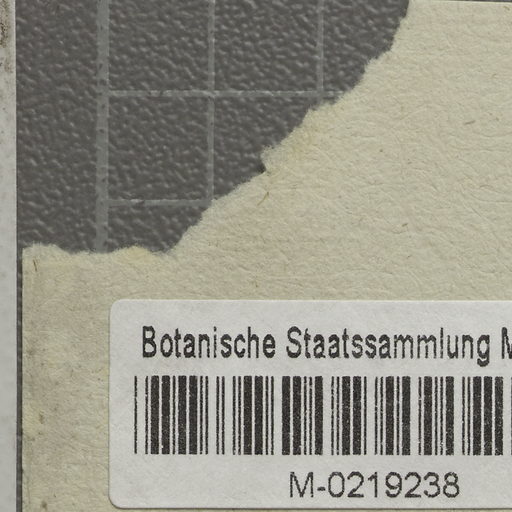 Botanische Staatssammlung M
M-0219238